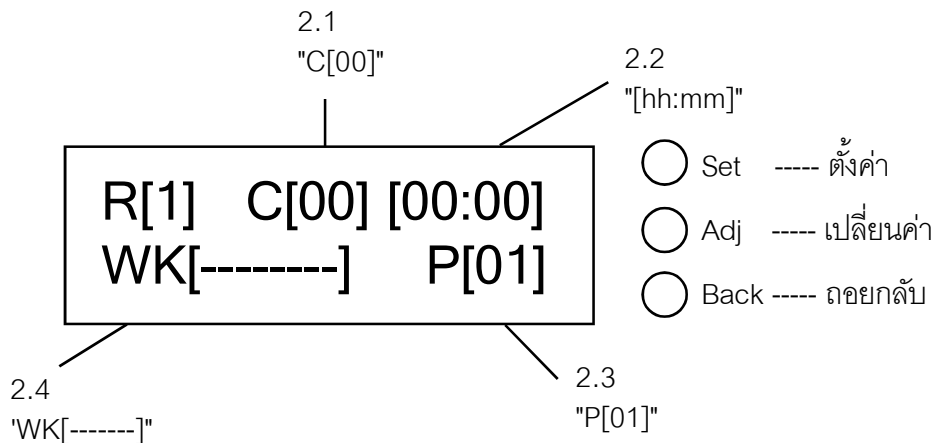 2.1
"C[00]"
2.2
"[hh:mm]"
R[1] C[00] [00:00]
WK[--------] P[01]
Set ----- ตั้งค่า
Adj ----- เปลี่ยนค่า
Back ----- ถอยกลับ
2.4
'WK[-------]"
2.3
"P[01]"